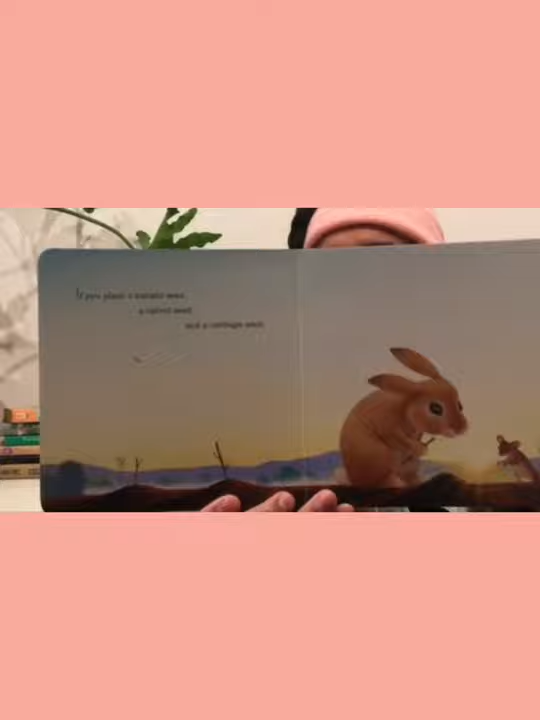 If you plant a tomato seed,
a carrot seed,
and a cabbage seed,